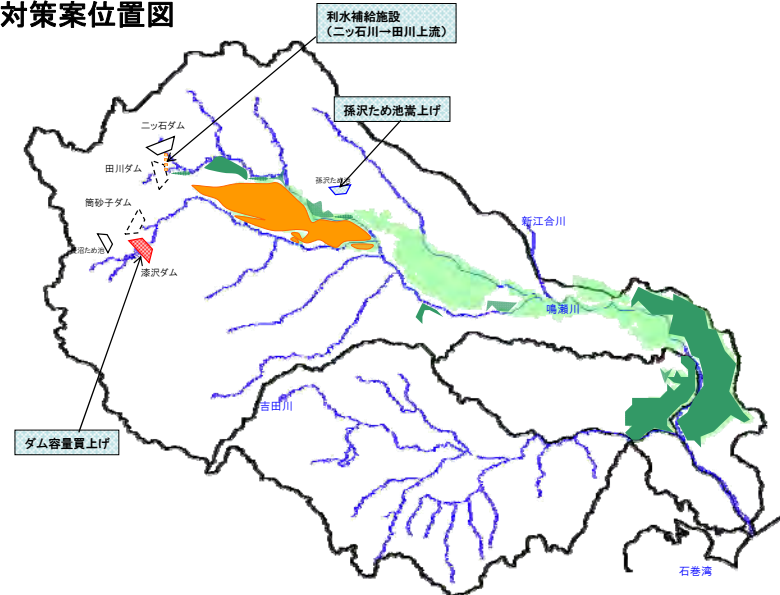 対策案位置図
利水補給施設
（二ッ石川→田川上流）
孫沢ため池嵩上げ
二ッ石ダム
田川ダム
孫沢ため池
筒砂子ダム
新江合川
漆沢ダム
鳴瀬川
吉田川
ダム容量買上げ
石巻湾